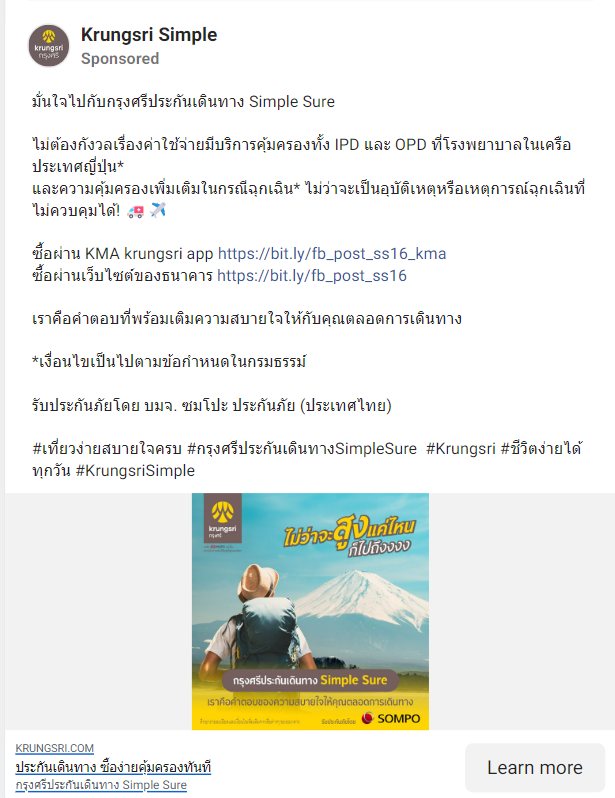 Krungsri Simple
Sponsored
มั่นใจไปกับกรุงศรีประกันเดินทาง Simple Sure
ไม่ต้องกังวลเรื่องค่าใช้จ่ายมีบริการคุ้มครองทั้ง IPD และ OPD ที่โรงพยาบาลในเครือ
ประเทศญี่ปุ่น*
และความคุ้มครองเพิ่มเติมในกรณีฉุกเฉิน* ไม่ว่าจะเป็นอุบัติเหตุหรือเหตุการณ์ฉุกเฉินที่
ไม่ควบคุมได้! 🚑 ✈️
ซื้อผ่าน KMA krungsri app https://bit.ly/fb_post_ss16_kma
ซื้อผ่านเว็บไซต์ของธนาคาร https://bit.ly/fb_post_ss16
เราคือคำตอบที่พร้อมเติมความสบายใจให้กับคุณตลอดการเดินทาง
*เงื่อนไขเป็นไปตามข้อกำหนดในกรมธรรม์
รับประกันภัยโดย บมจ. ซมโปะ ประกันภัย (ประเทศไทย)
#เที่ยวง่ายสบายใจครบ #กรุงศรีประกันเดินทางSimpleSure #Krungsri #ชีวิตง่ายได้
ทุกวัน #KrungsriSimple
krungsri
กรุงศรี
ไม่ว่าจะสูงแค่ไหน
ก็ไปถึงงงง
กรุงศรีประกันเดินทาง Simple Sure
เราคือคำตอบของความสบายใจให้คุณตลอดการเดินทาง
รับประกันภัยโดย SOMPO
KRUNGSRI.COM
ประกันเดินทาง ซื้อง่ายคุ้มครองทันที
กรุงศรีประกันเดินทาง Simple Sure
Learn more